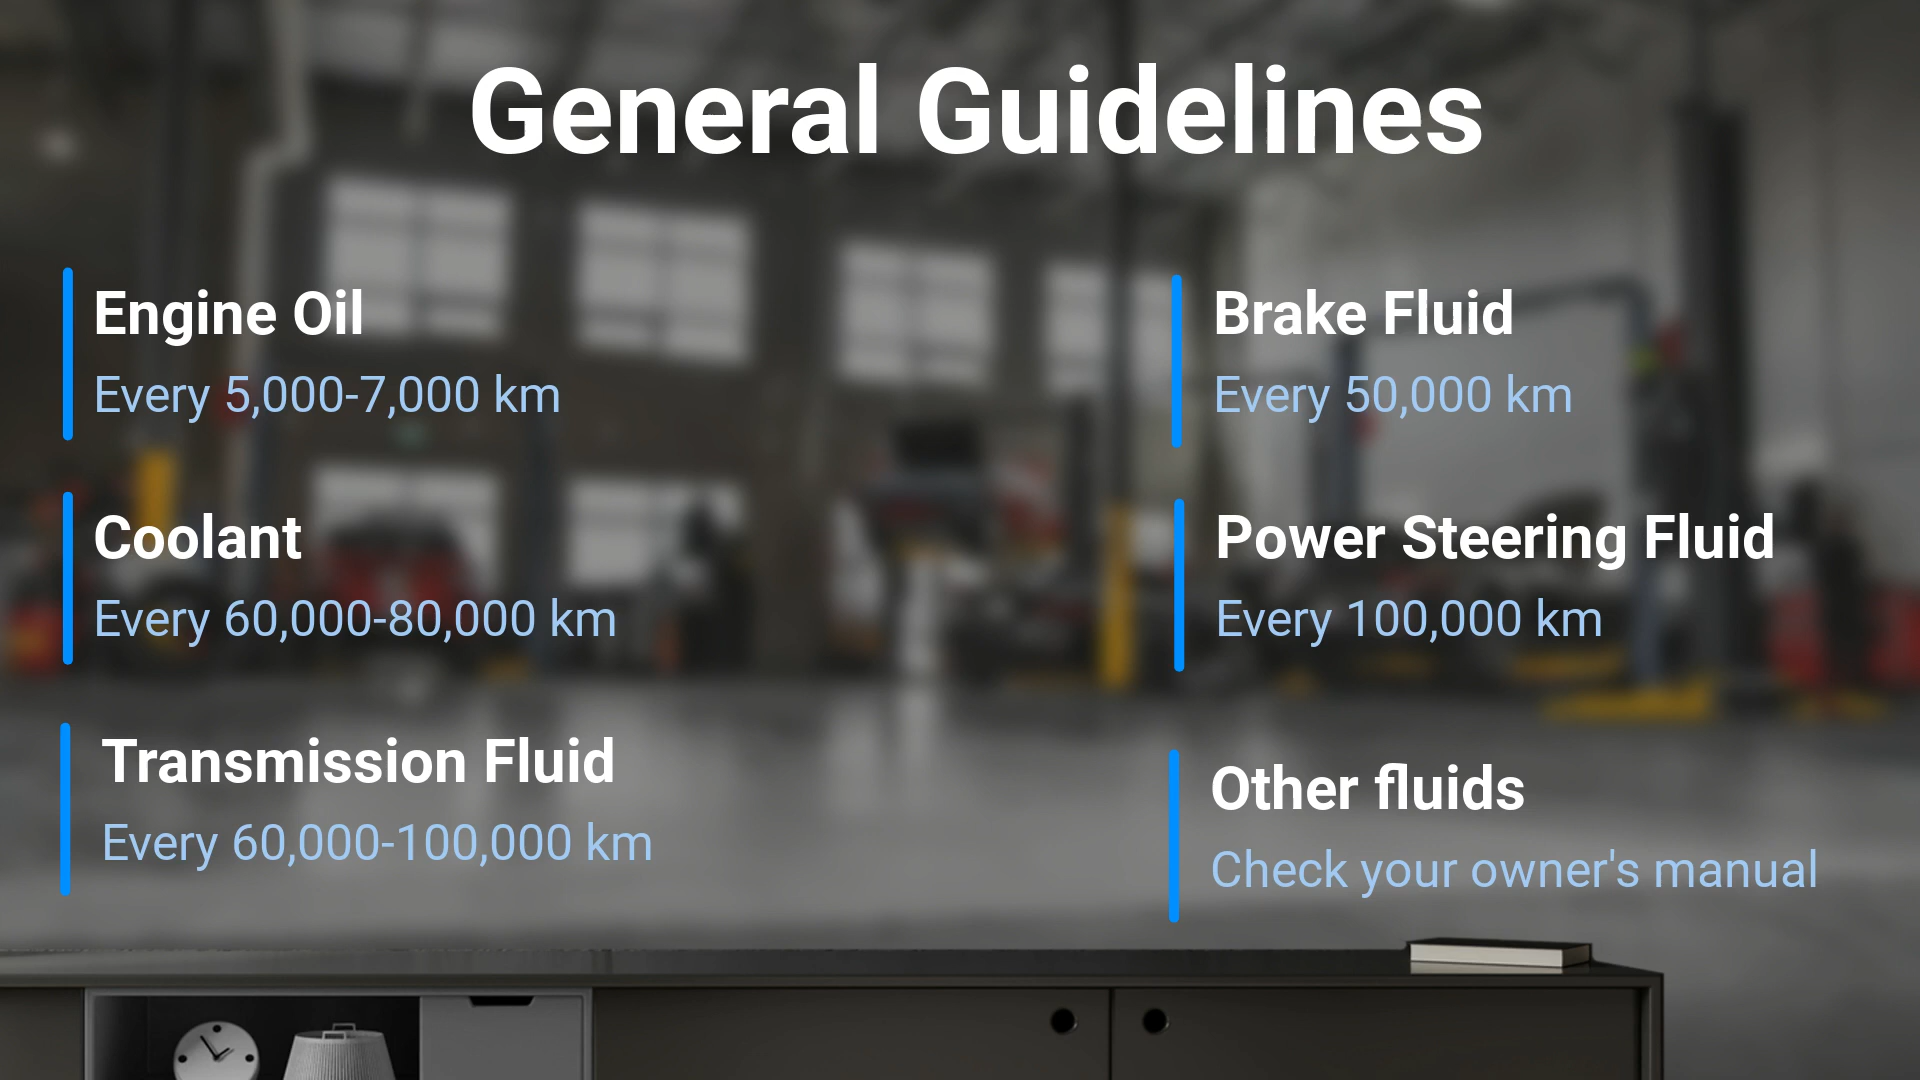 General Guidelines
Engine Oil
Every 5,000-7,000 km
Coolant
Every 60,000-80,000 km
Transmission Fluid
Every 60,000-100,000 km
Brake Fluid
Every 50,000 km
Power Steering Fluid
Every 100,000 km
Other fluids
Check your owner's manual